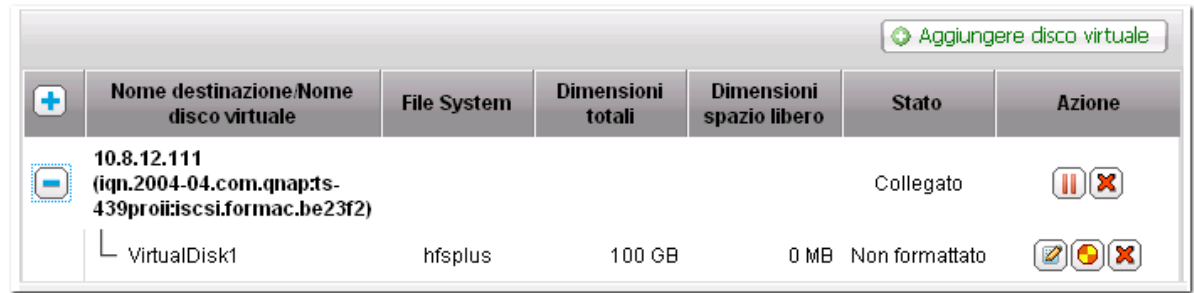 Aggiungere disco virtuale
Nome destinazione/Nome disco virtuale File System Dimensioni totali Dimensioni spazio libero Stato Azione
10.8.12.111
(iqn.2004-04.com.qnap:ts-
439proii:iscsi.formac.be23f2) Collegato
VirtualDisk1 hfsplus 100 GB 0 MB Non formattato